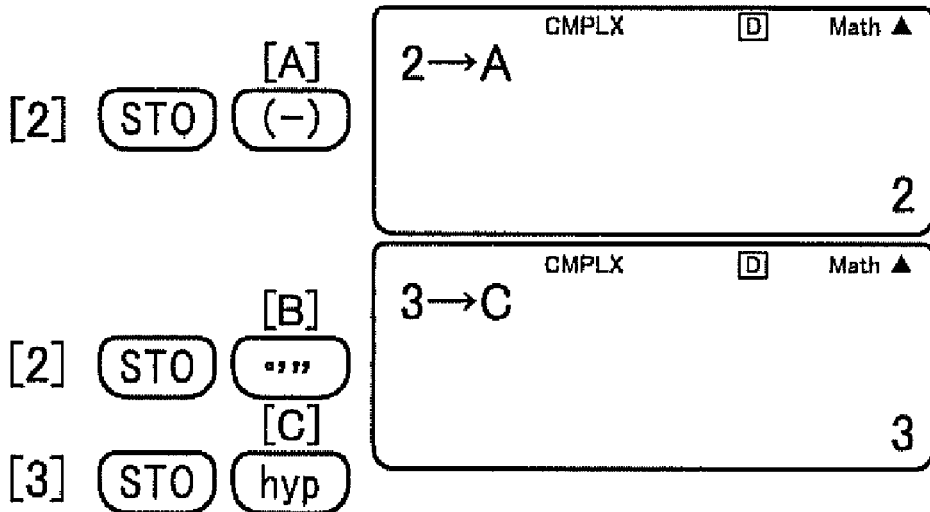 [A]
[2] STO (−)
CMPLX D Math ▲
2→A
2
[B]
[2] STO °’”
[C]
[3] STO hyp
CMPLX D Math ▲
3→C
3